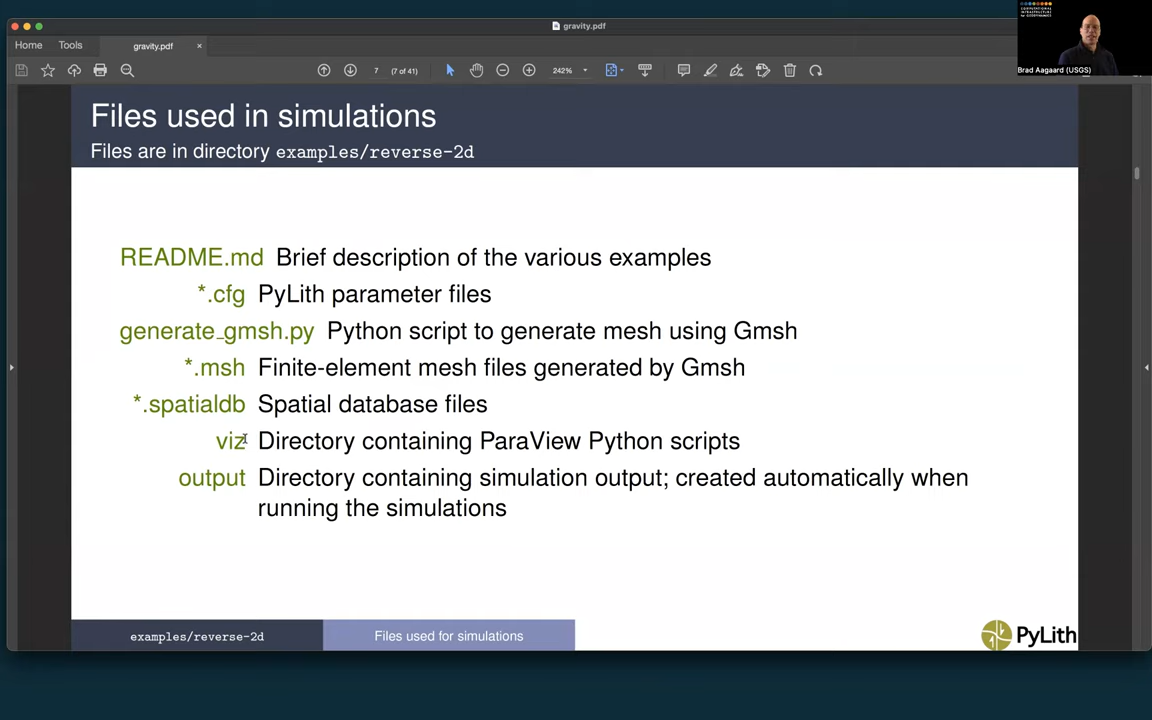 gravity.pdf
COMPUTATIONAL
INFRASTRUCTURE
for GEODYNAMICS
Home Tools gravity.pdf ×
Brad Aagaard (USGS)
7 (7 of 41) 242%
Files used in simulations
Files are in directory examples/reverse-2d
README.md Brief description of the various examples
*.cfg PyLith parameter files
generate_gmsh.py Python script to generate mesh using Gmsh
*.msh Finite-element mesh files generated by Gmsh
*.spatialdb Spatial database files
viz Directory containing ParaView Python scripts
output Directory containing simulation output; created automatically when
running the simulations
examples/reverse-2d Files used for simulations PyLith